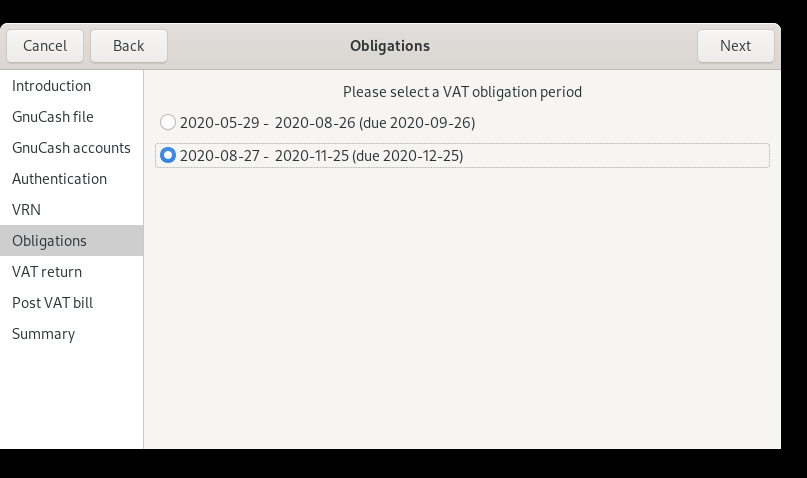 Cancel Back Obligations Next
Introduction
GnuCash file
GnuCash accounts
Authentication
VRN
Obligations
VAT return
Post VAT bill
Summary
Please select a VAT obligation period
2020-05-29 - 2020-08-26 (due 2020-09-26)
2020-08-27 - 2020-11-25 (due 2020-12-25)